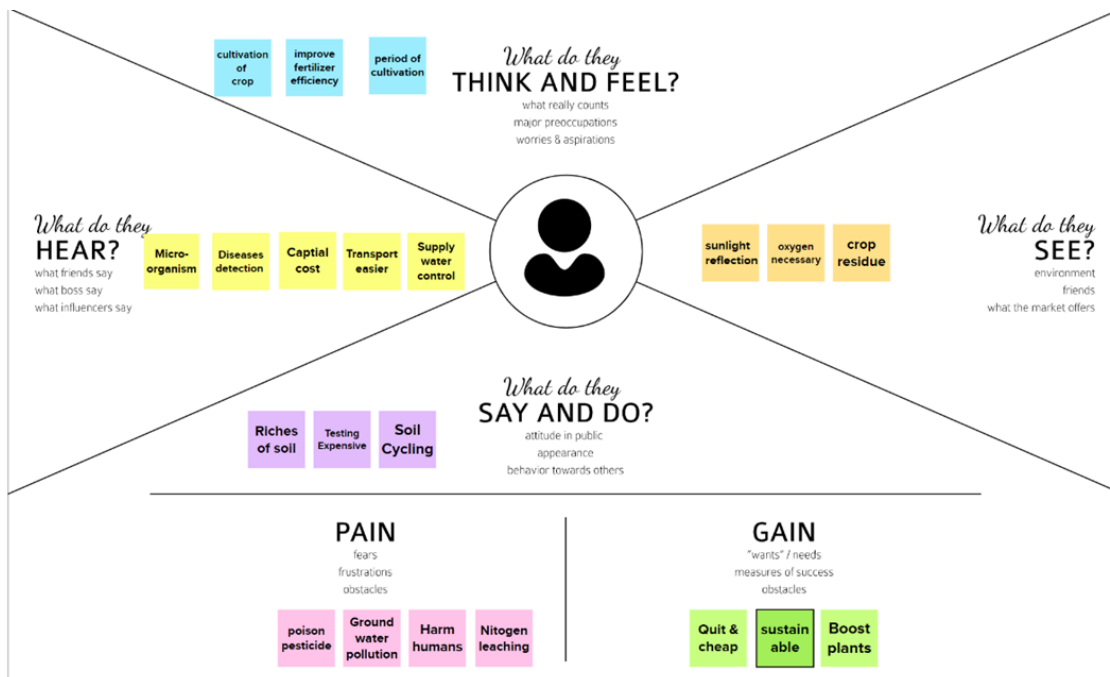 cultivation
of
crop
improve
fertilizer
efficiency
period of
cultivation
What do they
THINK AND FEEL?
what really counts
major preoccupations
worries & aspirations
What do they
HEAR?
what friends say
what boss say
what influencers say
Micro-
organism
Diseases
detection
Captial
cost
Transport
easier
Supply
water
control
sunlight
reflection
oxygen
necessary
crop
residue
What do they
SEE?
environment
friends
what the market offers
What do they
SAY AND DO?
attitude in public
appearance
behavior towards others
Riches
of soil
Testing
Expensive
Soil
Cycling
PAIN
fears
frustrations
obstacles
poison
pesticide
Ground
water
pollution
Harm
humans
Nitogen
leaching
GAIN
"wants" / needs
measures of success
obstacles
Quit &
cheap
sustain
able
Boost
plants